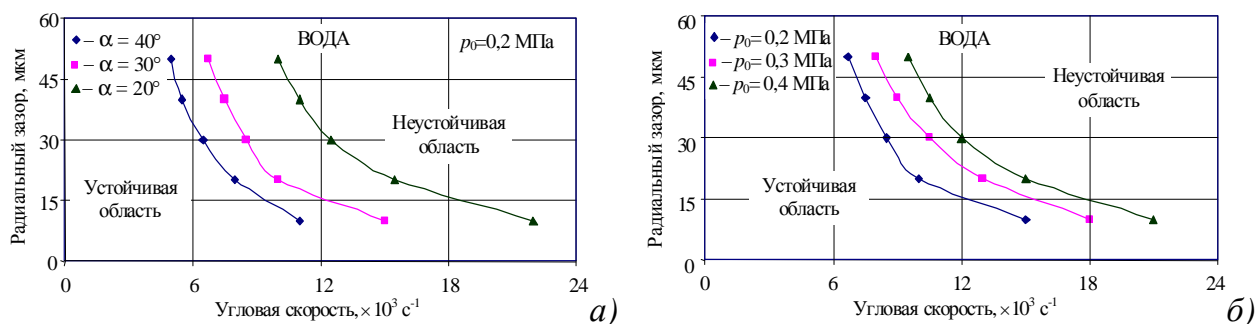 60
45
30
15
0
Радиальный зазор, мкм
– α = 40°
– α = 30°
– α = 20°
ВОДА
p₀=0,2 МПа
Неустойчивая
область
Устойчивая
область
0 6 12 18 24
Угловая скорость, ×10³ с⁻¹
а)
60
45
30
15
0
Радиальный зазор, мкм
– p₀= 0,2 МПа
– p₀= 0,3 МПа
– p₀= 0,4 МПа
ВОДА
Неустойчивая
область
Устойчивая
область
0 6 12 18 24
Угловая скорость, ×10³ с⁻¹
б)